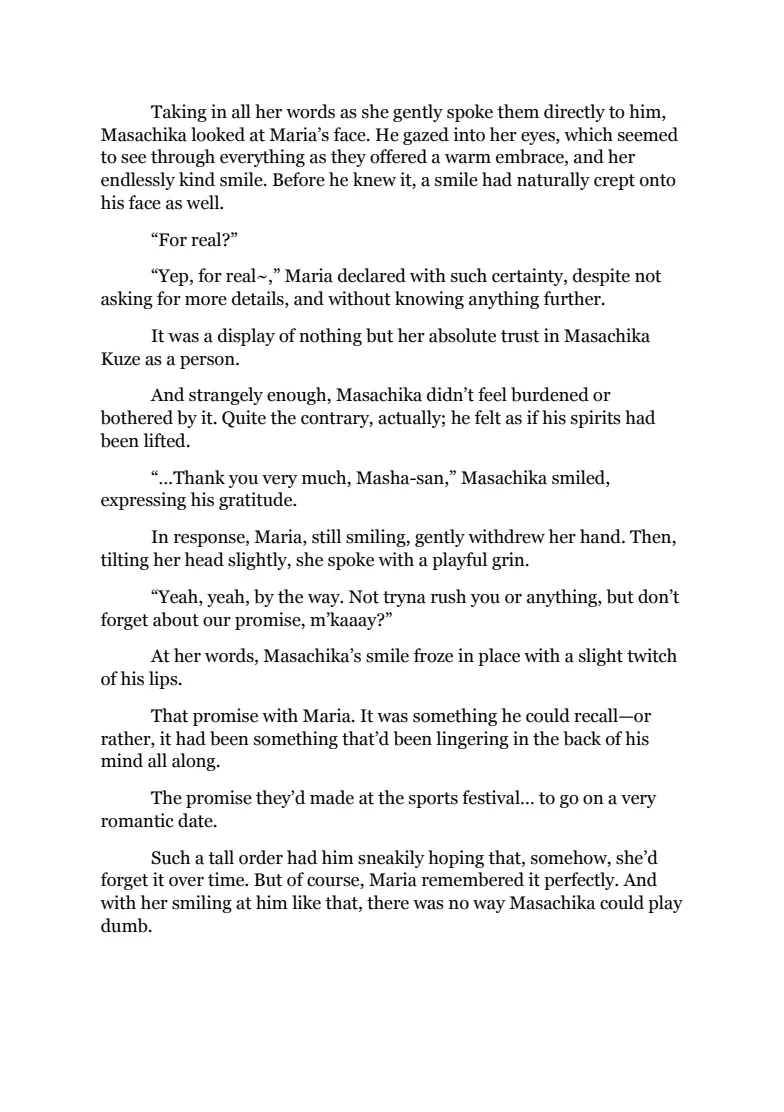 Taking in all her words as she gently spoke them directly to him,
Masachika looked at Maria’s face. He gazed into her eyes, which seemed
to see through everything as they offered a warm embrace, and her
endlessly kind smile. Before he knew it, a smile had naturally crept onto
his face as well.
“For real?”
“Yep, for real~,” Maria declared with such certainty, despite not
asking for more details, and without knowing anything further.
It was a display of nothing but her absolute trust in Masachika
Kuze as a person.
And strangely enough, Masachika didn’t feel burdened or
bothered by it. Quite the contrary, actually; he felt as if his spirits had
been lifted.
“…Thank you very much, Masha-san,” Masachika smiled,
expressing his gratitude.
In response, Maria, still smiling, gently withdrew her hand. Then,
tilting her head slightly, she spoke with a playful grin.
“Yeah, yeah, by the way. Not tryna rush you or anything, but don’t
forget about our promise, m’kaaay?”
At her words, Masachika’s smile froze in place with a slight twitch
of his lips.
That promise with Maria. It was something he could recall—or
rather, it had been something that’d been lingering in the back of his
mind all along.
The promise they’d made at the sports festival… to go on a very
romantic date.
Such a tall order had him sneakily hoping that, somehow, she’d
forget it over time. But of course, Maria remembered it perfectly. And
with her smiling at him like that, there was no way Masachika could play
dumb.